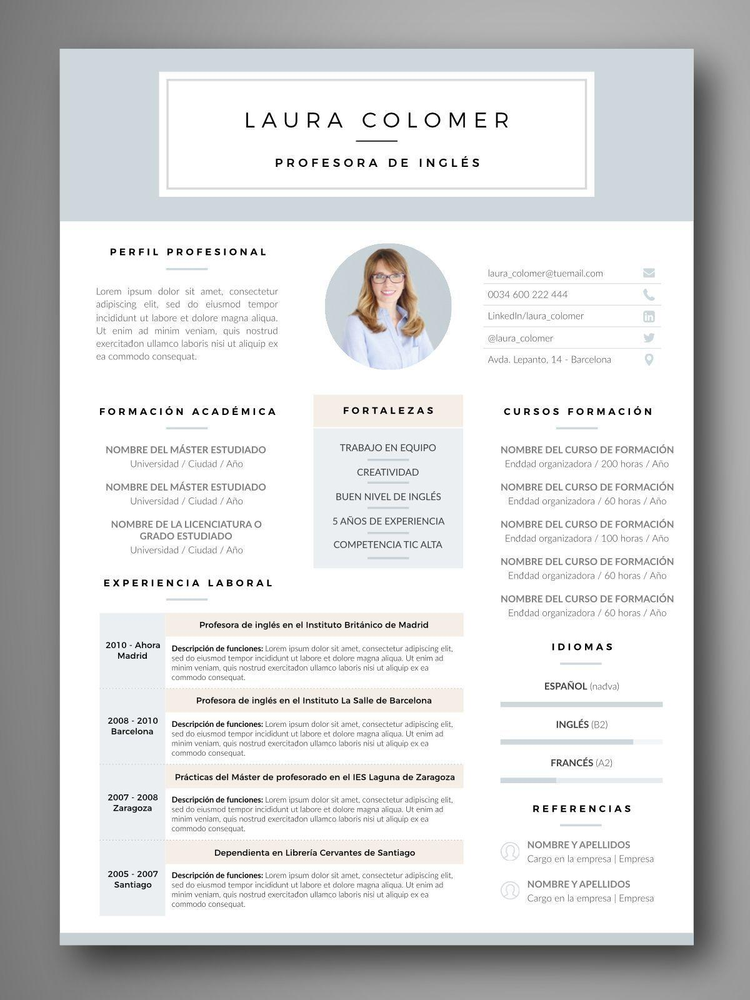 LAURA COLOMER
PROFESORA DE INGLÉS
PERFIL PROFESIONAL
Lorem ipsum dolor sit amet, consectetur
adipiscing elit, sed do eiusmod tempor
incididunt ut labore et dolore magna aliqua.
Ut enim ad minim veniam, quis nostrud
exercitađon ullamco laboris nisi ut aliquip ex
ea commodo consequat.
laura_colomer@tuemail.com
0034 600 222 444
LinkedIn/laura_colomer
@laura_colomer
Avda. Lepanto, 14 - Barcelona
FORMACIÓN ACADÉMICA
NOMBRE DEL MÁSTER ESTUDIADO
Universidad / Ciudad / Año
NOMBRE DEL MÁSTER ESTUDIADO
Universidad / Ciudad / Año
NOMBRE DE LA LICENCIATURA O
GRADO ESTUDIADO
Universidad / Ciudad / Año
FORTALEZAS
TRABAJO EN EQUIPO
CREATIVIDAD
BUEN NIVEL DE INGLÉS
5 AÑOS DE EXPERIENCIA
COMPETENCIA TIC ALTA
CURSOS FORMACIÓN
NOMBRE DEL CURSO DE FORMACIÓN
Enđdad organizadora / 200 horas / Año
NOMBRE DEL CURSO DE FORMACIÓN
Enđdad organizadora / 60 horas / Año
NOMBRE DEL CURSO DE FORMACIÓN
Enđdad organizadora / 100 horas / Año
NOMBRE DEL CURSO DE FORMACIÓN
Enđdad organizadora / 60 horas / Año
NOMBRE DEL CURSO DE FORMACIÓN
Enđdad organizadora / 60 horas / Año
EXPERIENCIA LABORAL
2010 - Ahora
Madrid
Profesora de inglés en el Instituto Británico de Madrid
Descripción de funciones: Lorem ipsum dolor sit amet, consectetur adipiscing elit,
sed do eiusmod tempor incididunt ut labore et dolore magna aliqua. Ut enim ad
minim veniam, quis nostrud exercitađon ullamco laboris nisi ut aliquip ex ea
commodo consequat.
2008 - 2010
Barcelona
Profesora de inglés en el Instituto La Salle de Barcelona
Descripción de funciones: Lorem ipsum dolor sit amet, consectetur adipiscing elit,
sed do eiusmod tempor incididunt ut labore et dolore magna aliqua. Ut enim ad
minim veniam, quis nostrud exercitađon ullamco laboris nisi ut aliquip ex ea
commodo consequat.
2007 - 2008
Zaragoza
Prácticas del Máster de profesorado en el IES Laguna de Zaragoza
Descripción de funciones: Lorem ipsum dolor sit amet, consectetur adipiscing elit,
sed do eiusmod tempor incididunt ut labore et dolore magna aliqua. Ut enim ad
minim veniam, quis nostrud exercitađon ullamco laboris nisi ut aliquip ex ea
commodo consequat.
2005 - 2007
Santiago
Dependienta en Librería Cervantes de Santiago
Descripción de funciones: Lorem ipsum dolor sit amet, consectetur adipiscing elit,
sed do eiusmod tempor incididunt ut labore et dolore magna aliqua. Ut enim ad
minim veniam, quis nostrud exercitađon ullamco laboris nisi ut aliquip ex ea
commodo consequat.
IDIOMAS
ESPAÑOL (nađva)
INGLÉS (B2)
FRANCÉS (A2)
REFERENCIAS
NOMBRE Y APELLIDOS
Cargo en la empresa | Empresa
NOMBRE Y APELLIDOS
Cargo en la empresa | Empresa